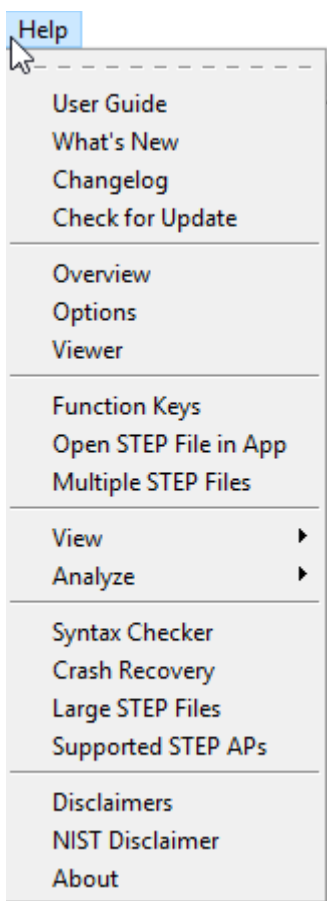 Help
User Guide
What's New
Changelog
Check for Update
Overview
Options
Viewer
Function Keys
Open STEP File in App
Multiple STEP Files
View
Analyze
Syntax Checker
Crash Recovery
Large STEP Files
Supported STEP APs
Disclaimers
NIST Disclaimer
About